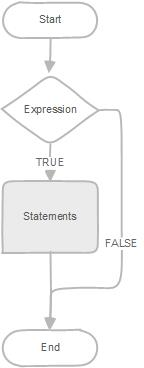 Start
Expression
TRUE
Statements
FALSE
End